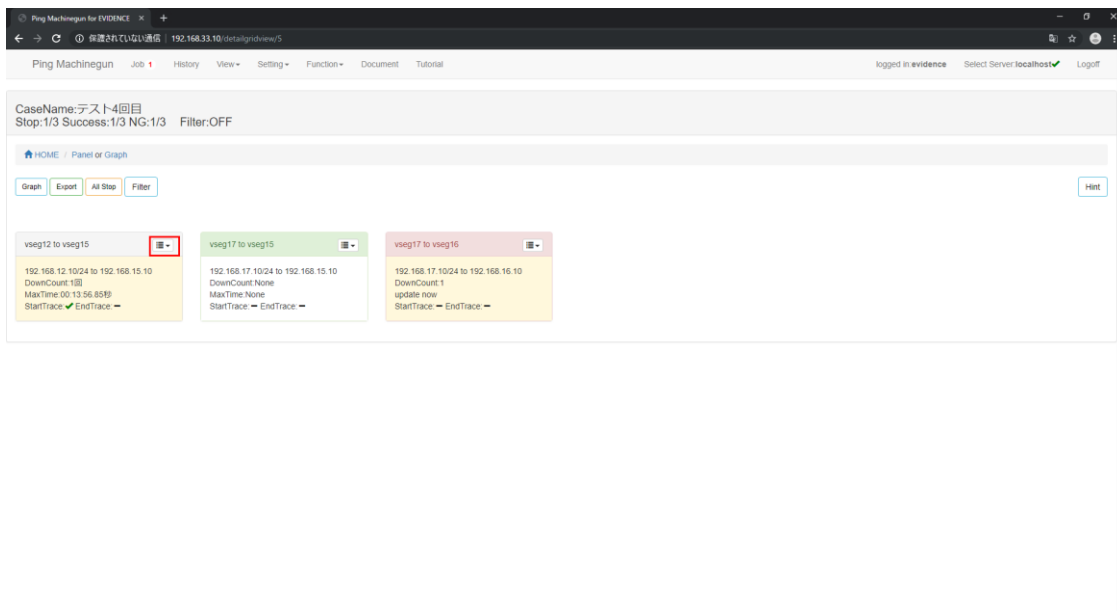 Ping Machinegun for EVIDENCE × +
保護されていない通信 | 192.168.33.10/detailgridview/5
Ping Machinegun Job 1 History View Setting Function Document Tutorial logged in:evidence Select Server:localhost Logoff
CaseName:テスト4回目
Stop:1/3 Success:1/3 NG:1/3 Filter:OFF
HOME / Panel or Graph
Graph Export All Stop Filter Hint
vseg12 to vseg15
192.168.12.10/24 to 192.168.15.10
DownCount:1回
MaxTime:00:13:56.85秒
StartTrace: EndTrace:
vseg17 to vseg15
192.168.17.10/24 to 192.168.15.10
DownCount:None
MaxTime:None
StartTrace: EndTrace:
vseg17 to vseg16
192.168.17.10/24 to 192.168.16.10
DownCount:1
update now
StartTrace: EndTrace: